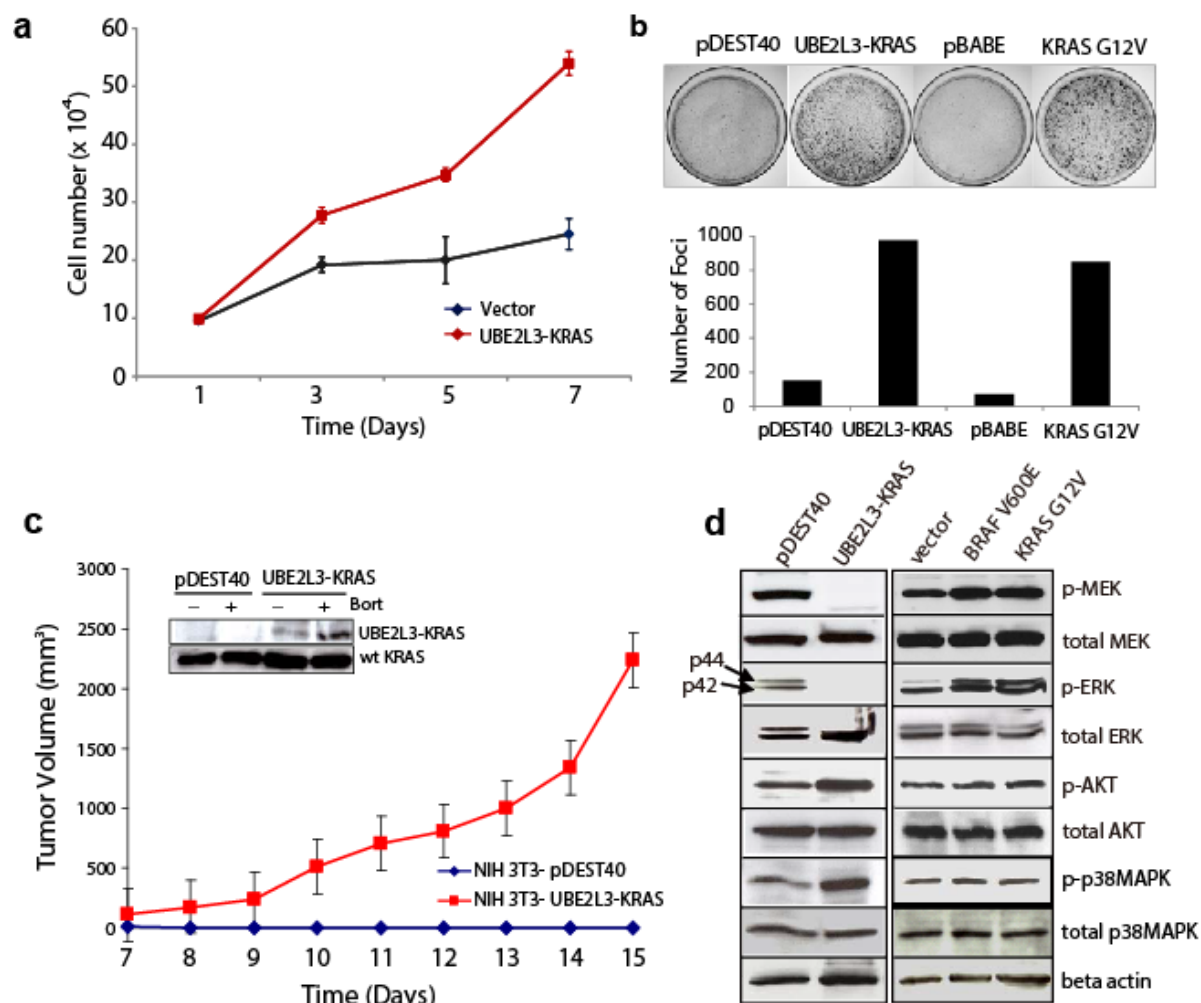 a
Cell number (x 10⁴)
60
50
40
30
20
10
0
Vector
UBE2L3-KRAS
1 3 5 7
Time (Days)
b
pDEST40 UBE2L3-KRAS pBABE KRAS G12V
Number of Foci
1000
800
600
400
200
0
pDEST40 UBE2L3-KRAS pBABE KRAS G12V
c
Tumor Volume (mm³)
3000
2500
2000
1500
1000
500
0
pDEST40 UBE2L3-KRAS
– + – + Bort
UBE2L3-KRAS
wt KRAS
NIH 3T3- pDEST40
NIH 3T3- UBE2L3-KRAS
7 8 9 10 11 12 13 14 15
Time (Days)
d
pDEST40 UBE2L3-KRAS vector BRAF V600E KRAS G12V
p-MEK
total MEK
p44
p42
p-ERK
total ERK
p-AKT
total AKT
p-p38MAPK
total p38MAPK
beta actin